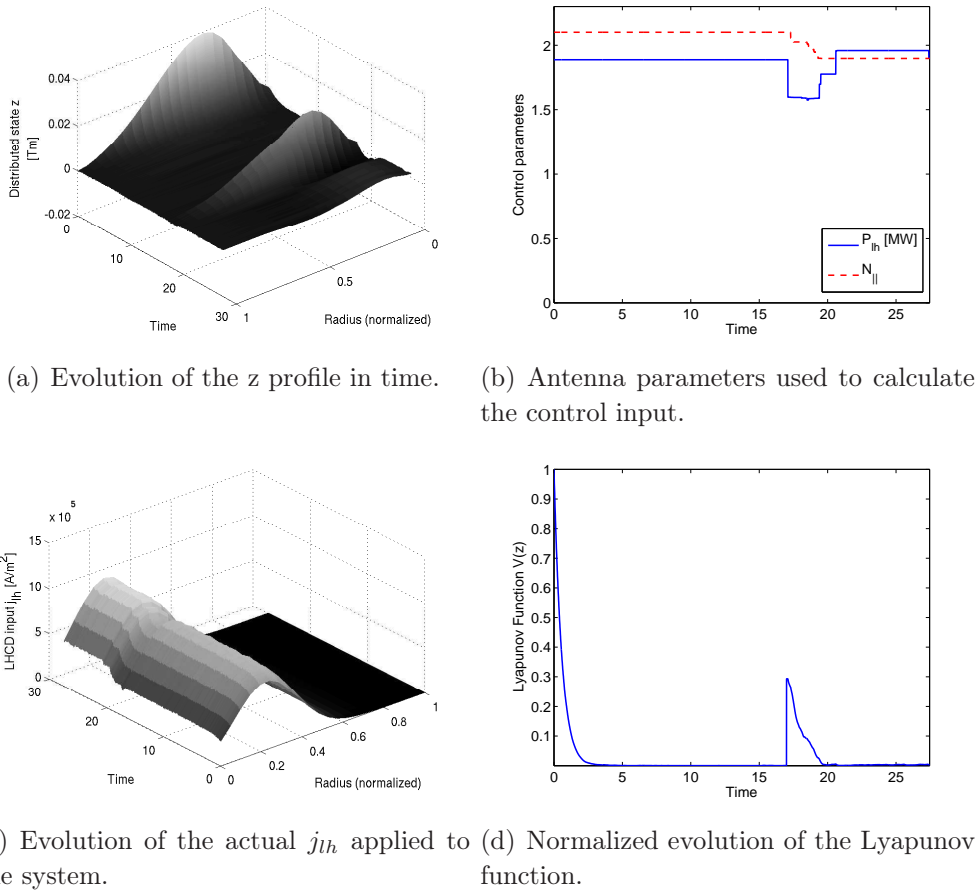 0.04
0.02
0
-0.02
Distributed state z
[Tm]
0
10
20
30
Time
1
0.5
0
Radius (normalized)
2
1.5
1
0.5
0
Control parameters
P_lh [MW]
N_||
0 5 10 15 20 25
Time
(a) Evolution of the z profile in time.
(b) Antenna parameters used to calculate
the control input.
x 10^5
15
10
5
0
LHCD input j_lh [A/m^2]
30
20
10
0
Time
0
0.2
0.4
0.6
0.8
1
Radius (normalized)
1
0.9
0.8
0.7
0.6
0.5
0.4
0.3
0.2
0.1
Lyapunov Function V(z)
0 5 10 15 20 25
Time
) Evolution of the actual j_lh applied to
e system.
(d) Normalized evolution of the Lyapunov
function.